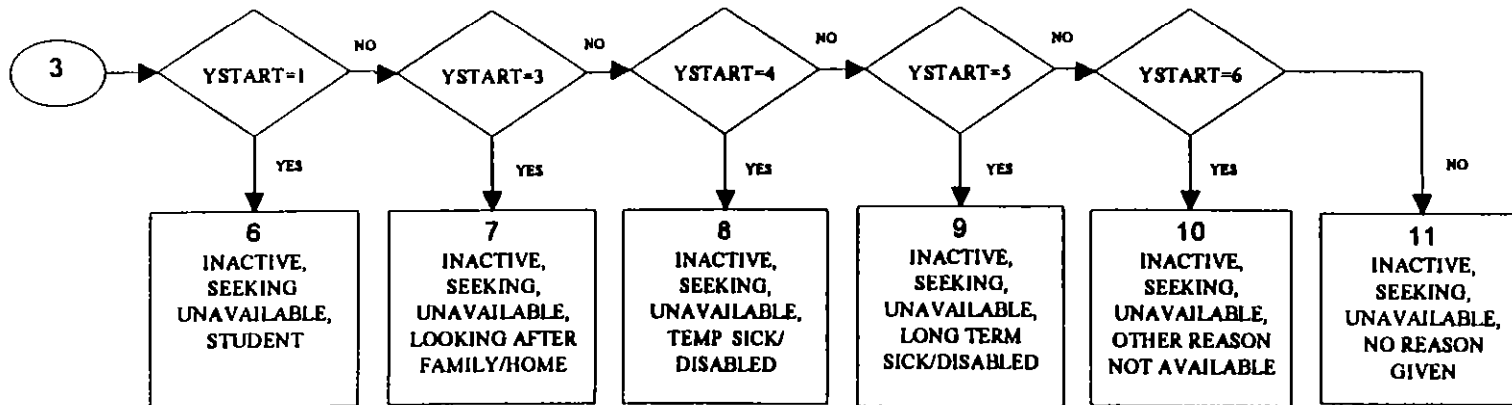 3
YSTART=1
NO
YSTART=3
NO
YSTART=4
NO
YSTART=5
NO
YSTART=6
NO
YES
YES
YES
YES
YES
6
INACTIVE,
SEEKING
UNAVAILABLE,
STUDENT
7
INACTIVE,
SEEKING,
UNAVAILABLE,
LOOKING AFTER
FAMILY/HOME
8
INACTIVE,
SEEKING,
UNAVAILABLE,
TEMP SICK/
DISABLED
9
INACTIVE,
SEEKING,
UNAVAILABLE,
LONG TERM
SICK/DISABLED
10
INACTIVE,
SEEKING,
UNAVAILABLE,
OTHER REASON
NOT AVAILABLE
11
INACTIVE,
SEEKING,
UNAVAILABLE,
NO REASON
GIVEN